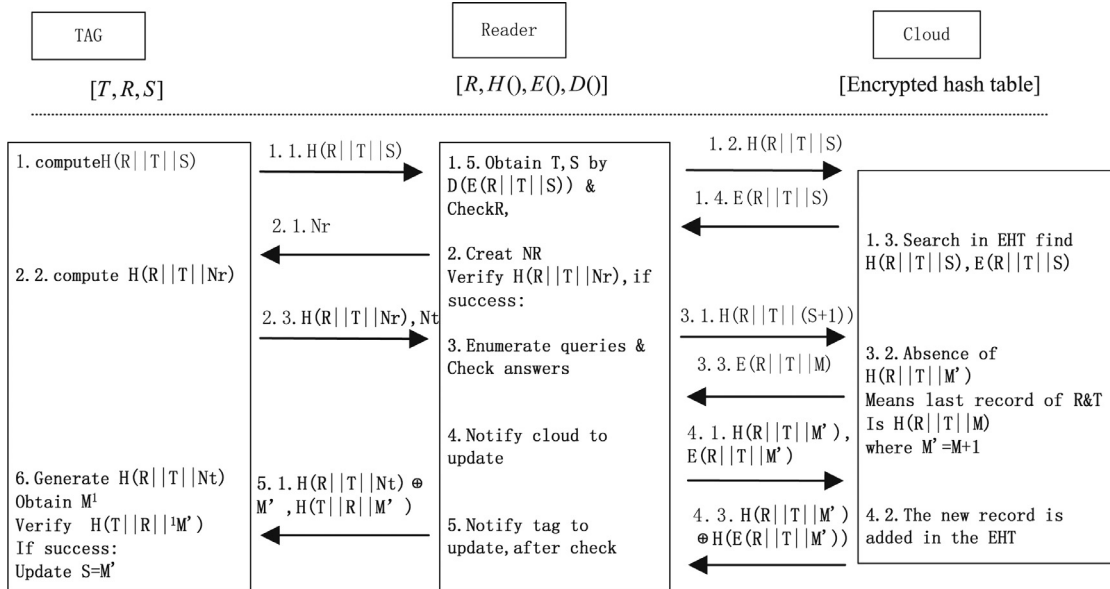 TAG
Reader
Cloud
[T, R, S]
[R, H(), E(), D()]
[Encrypted hash table]
1.computeH(R||T||S)
2.2.compute H(R||T||Nr)
6.Generate H(R||T||Nt)
Obtain M¹
Verify H(T||R||¹M’)
If success:
Update S=M’
1.1.H(R||T||S)
2.1.Nr
2.3.H(R||T||Nr),Nt
5.1.H(R||T||Nt) ⊕
M’ ,H(T||R||M’ )
1.5.Obtain T,S by
D(E(R||T||S)) &
CheckR,
2.Creat NR
Verify H(R||T||Nr),if
success:
3.Enumerate queries &
Check answers
4.Notify cloud to
update
5.Notify tag to
update,after check
1.2.H(R||T||S)
1.4.E(R||T||S)
3.1.H(R||T||(S+1))
3.3.E(R||T||M)
4.1.H(R||T||M’),
E(R||T||M’)
4.3.H(R||T||M’)
⊕H(E(R||T||M’))
1.3.Search in EHT find
H(R||T||S),E(R||T||S)
3.2.Absence of
H(R||T||M’)
Means last record of R&T
Is H(R||T||M)
where M’=M+1
4.2.The new record is
added in the EHT